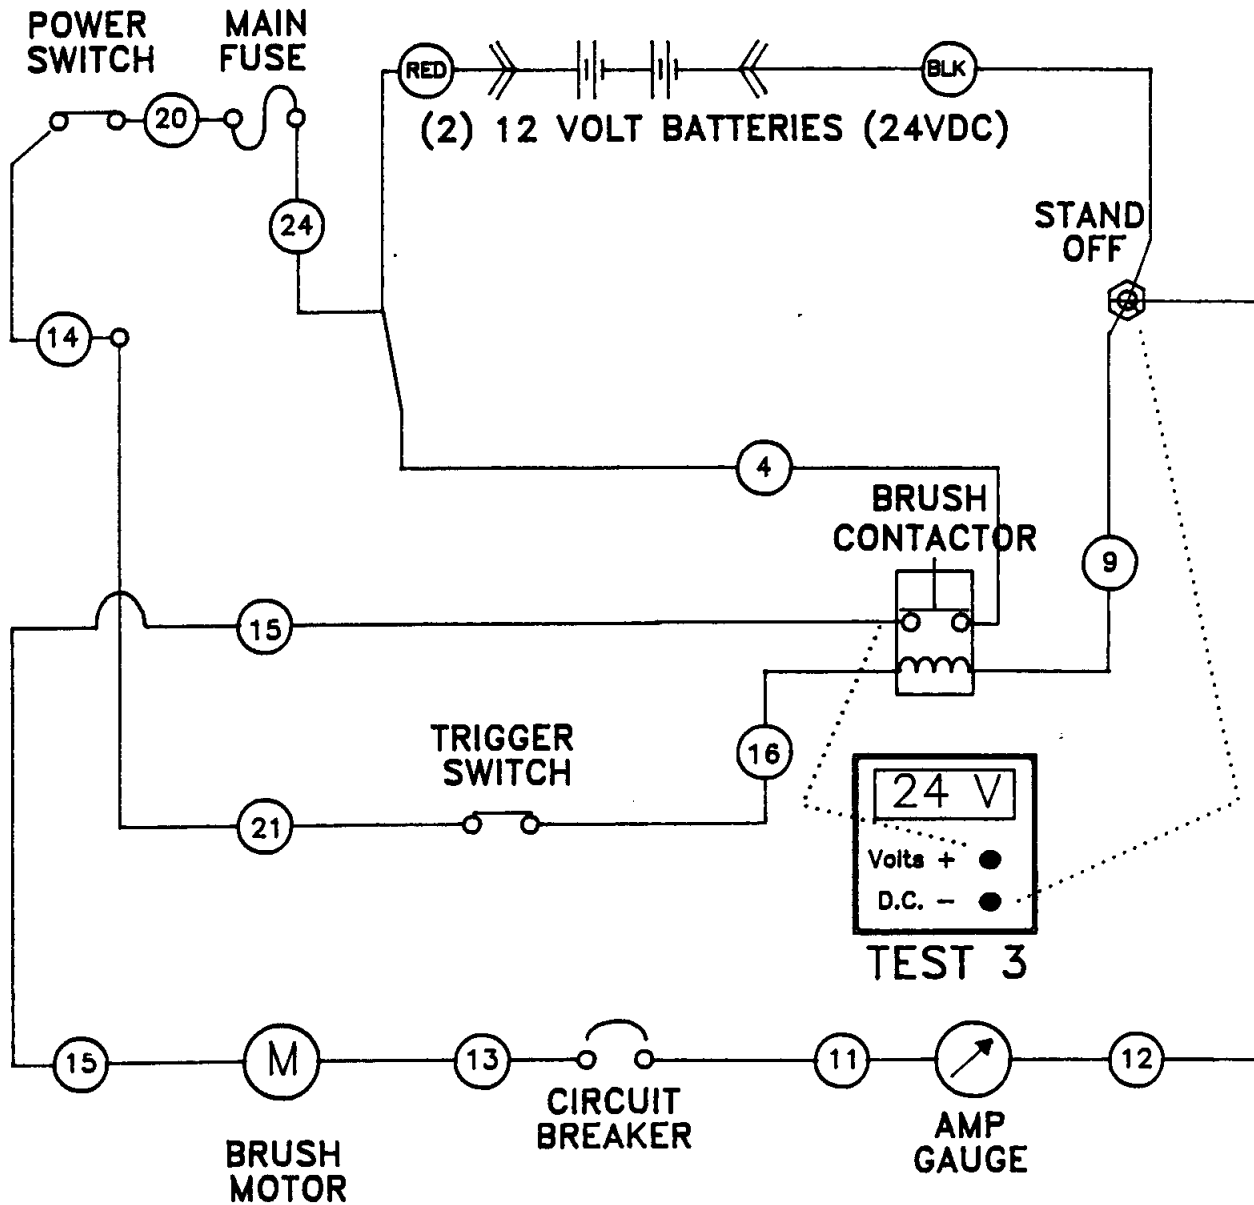 POWER
SWITCH
MAIN
FUSE
RED
BLK
20
(2) 12 VOLT BATTERIES (24VDC)
24
STAND
OFF
14
4
BRUSH
CONTACTOR
9
15
TRIGGER
SWITCH
16
24 V
21
Volts +
D.C. -
TEST 3
15
M
13
11
12
CIRCUIT
BREAKER
AMP
GAUGE
BRUSH
MOTOR